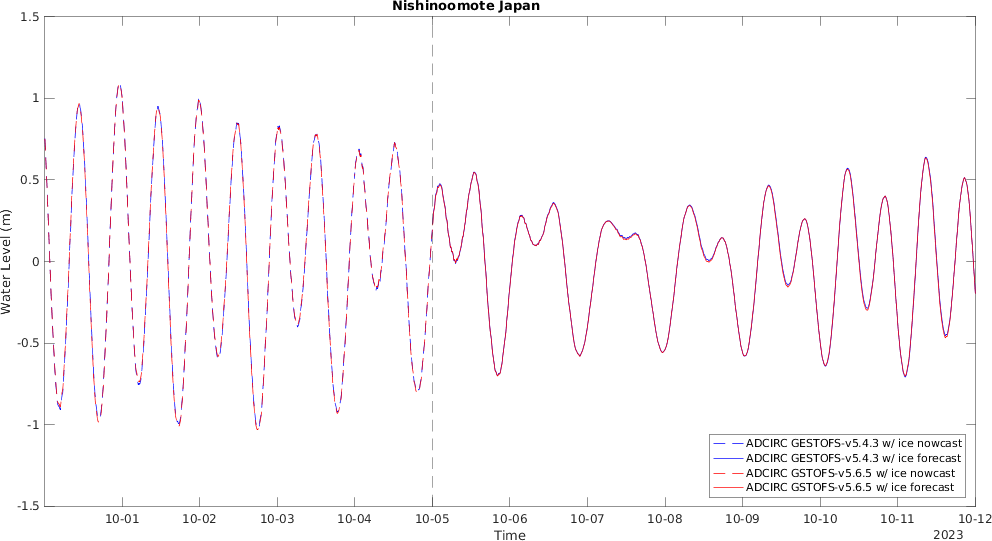 Nishinoomote Japan
1.5
1
0.5
0
-0.5
-1
-1.5
Water Level (m)
10-01 10-02 10-03 10-04 10-05 10-06 10-07 10-08 10-09 10-10 10-11 10-12
Time
2023
ADCIRC GESTOFS-v5.4.3 w/ ice nowcast
ADCIRC GESTOFS-v5.4.3 w/ ice forecast
ADCIRC GSTOFS-v5.6.5 w/ ice nowcast
ADCIRC GSTOFS-v5.6.5 w/ ice forecast